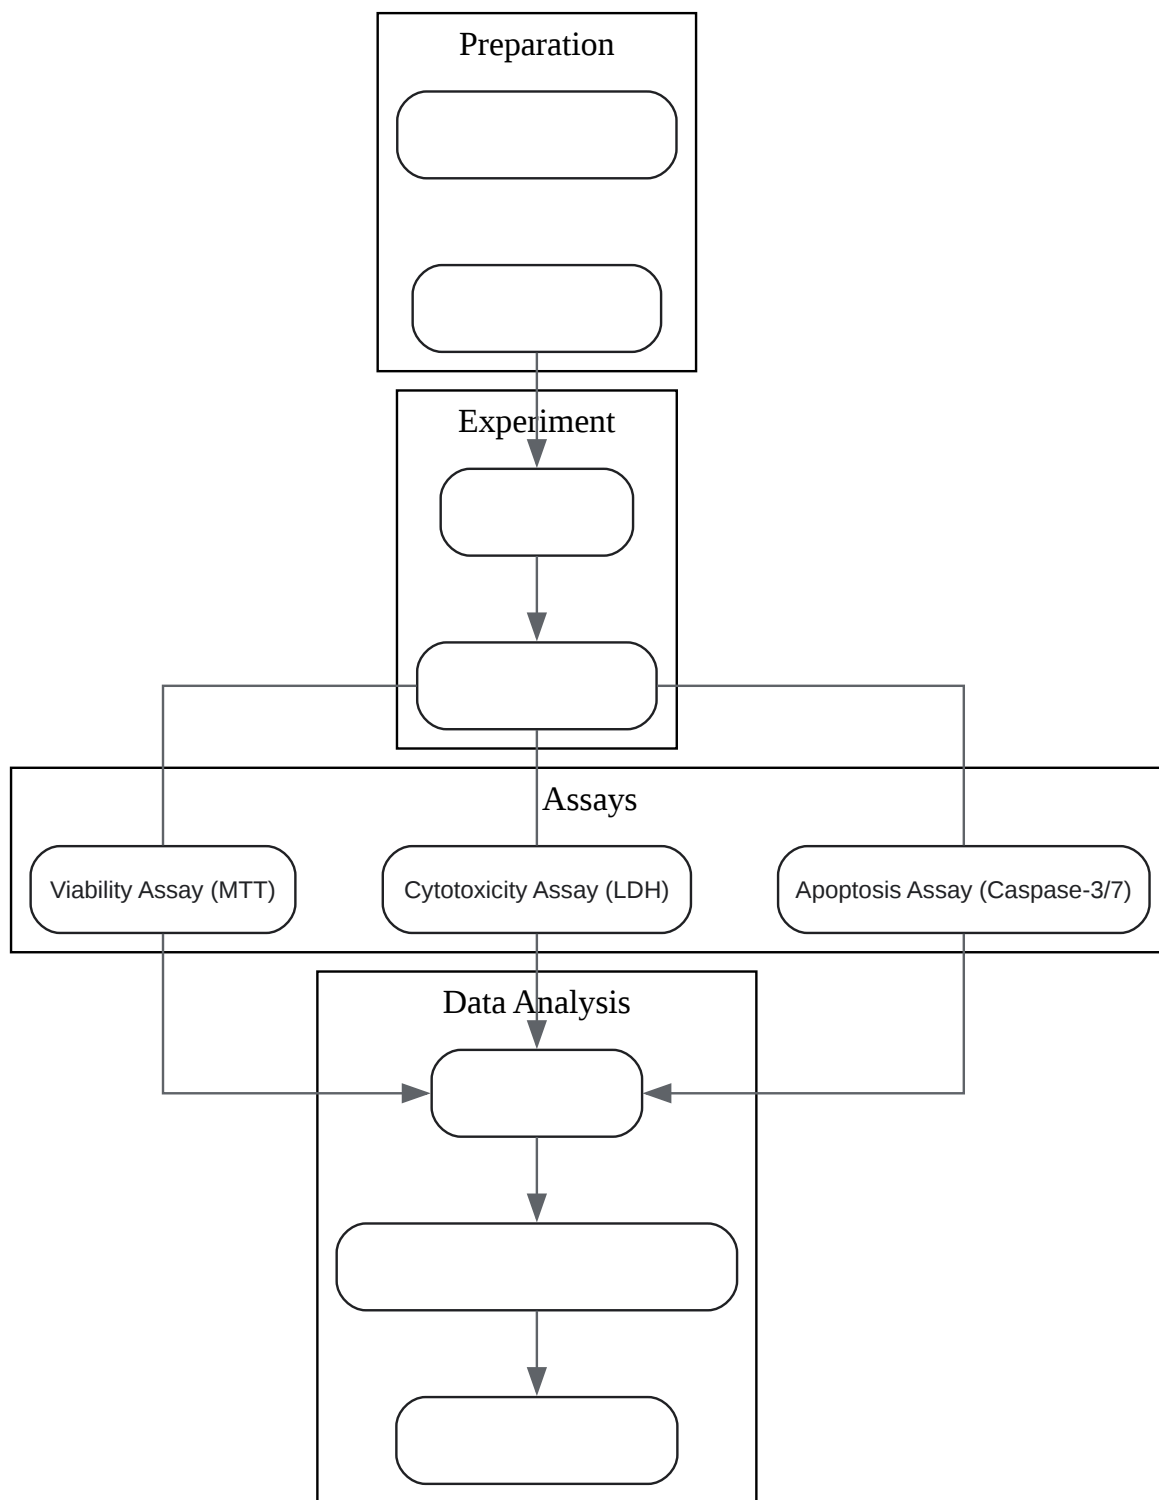 Preparation
Experiment
Assays
Viability Assay (MTT)
Cytotoxicity Assay (LDH)
Apoptosis Assay (Caspase-3/7)
Data Analysis